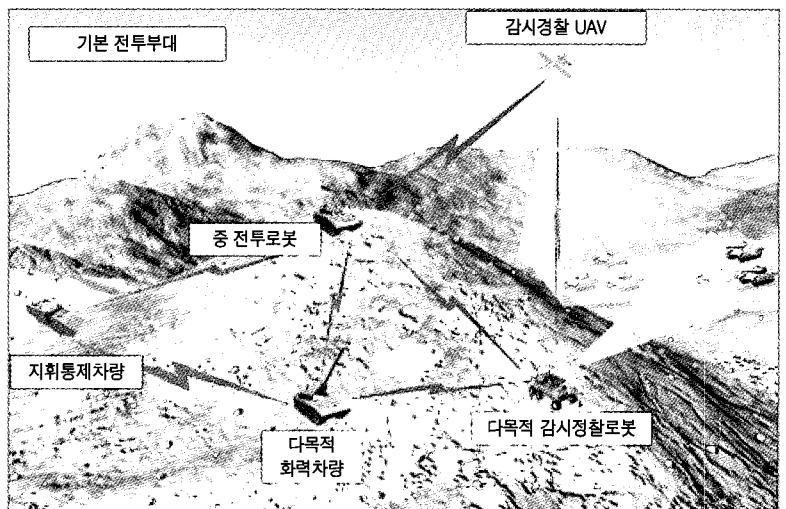 기본 전투부대
감시경찰 UAV
중 전투로봇
지휘통제차량
다목적
화력차량
다목적 감시정찰로봇